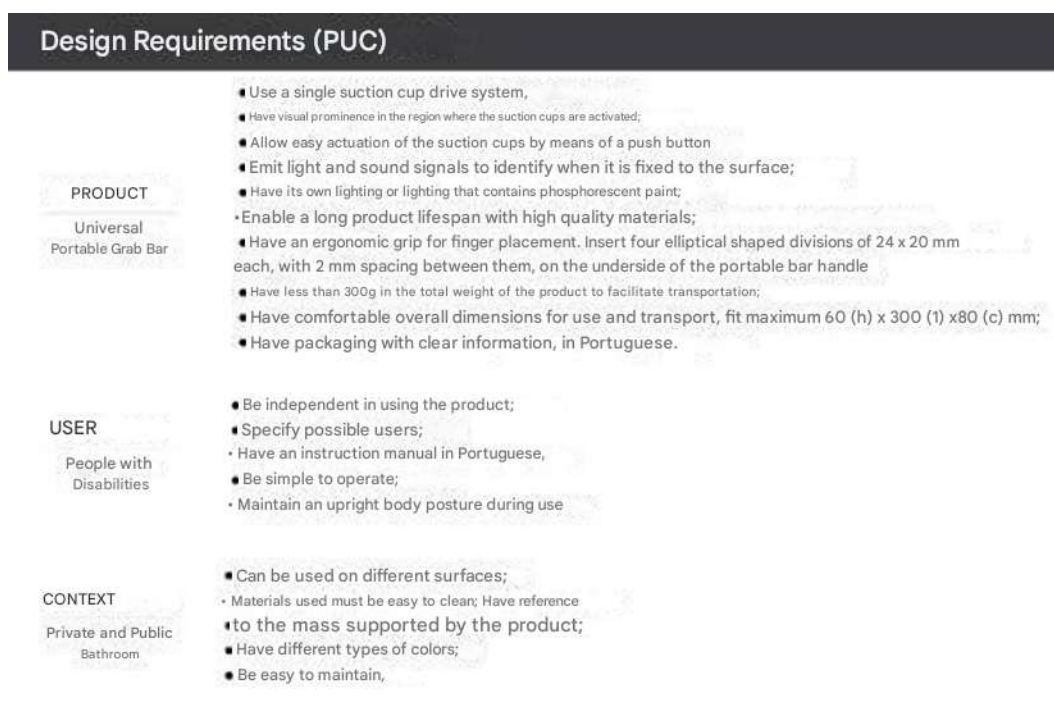 Design Requirements (PUC)
PRODUCT
Universal
Portable Grab Bar
• Use a single suction cup drive system,
• Have visual prominence in the region where the suction cups are activated;
• Allow easy actuation of the suction cups by means of a push button
• Emit light and sound signals to identify when it is fixed to the surface;
• Have its own lighting or lighting that contains phosphorescent paint;
• Enable a long product lifespan with high quality materials;
• Have an ergonomic grip for finger placement. Insert four elliptical shaped divisions of 24 x 20 mm
each, with 2 mm spacing between them, on the underside of the portable bar handle
• Have less than 300g in the total weight of the product to facilitate transportation;
• Have comfortable overall dimensions for use and transport, fit maximum 60 (h) x 300 (1) x80 (c) mm;
• Have packaging with clear information, in Portuguese.
USER
People with
Disabilities
• Be independent in using the product;
• Specify possible users;
• Have an instruction manual in Portuguese,
• Be simple to operate;
• Maintain an upright body posture during use
CONTEXT
Private and Public
Bathroom
• Can be used on different surfaces;
• Materials used must be easy to clean; Have reference
• to the mass supported by the product;
• Have different types of colors;
• Be easy to maintain,